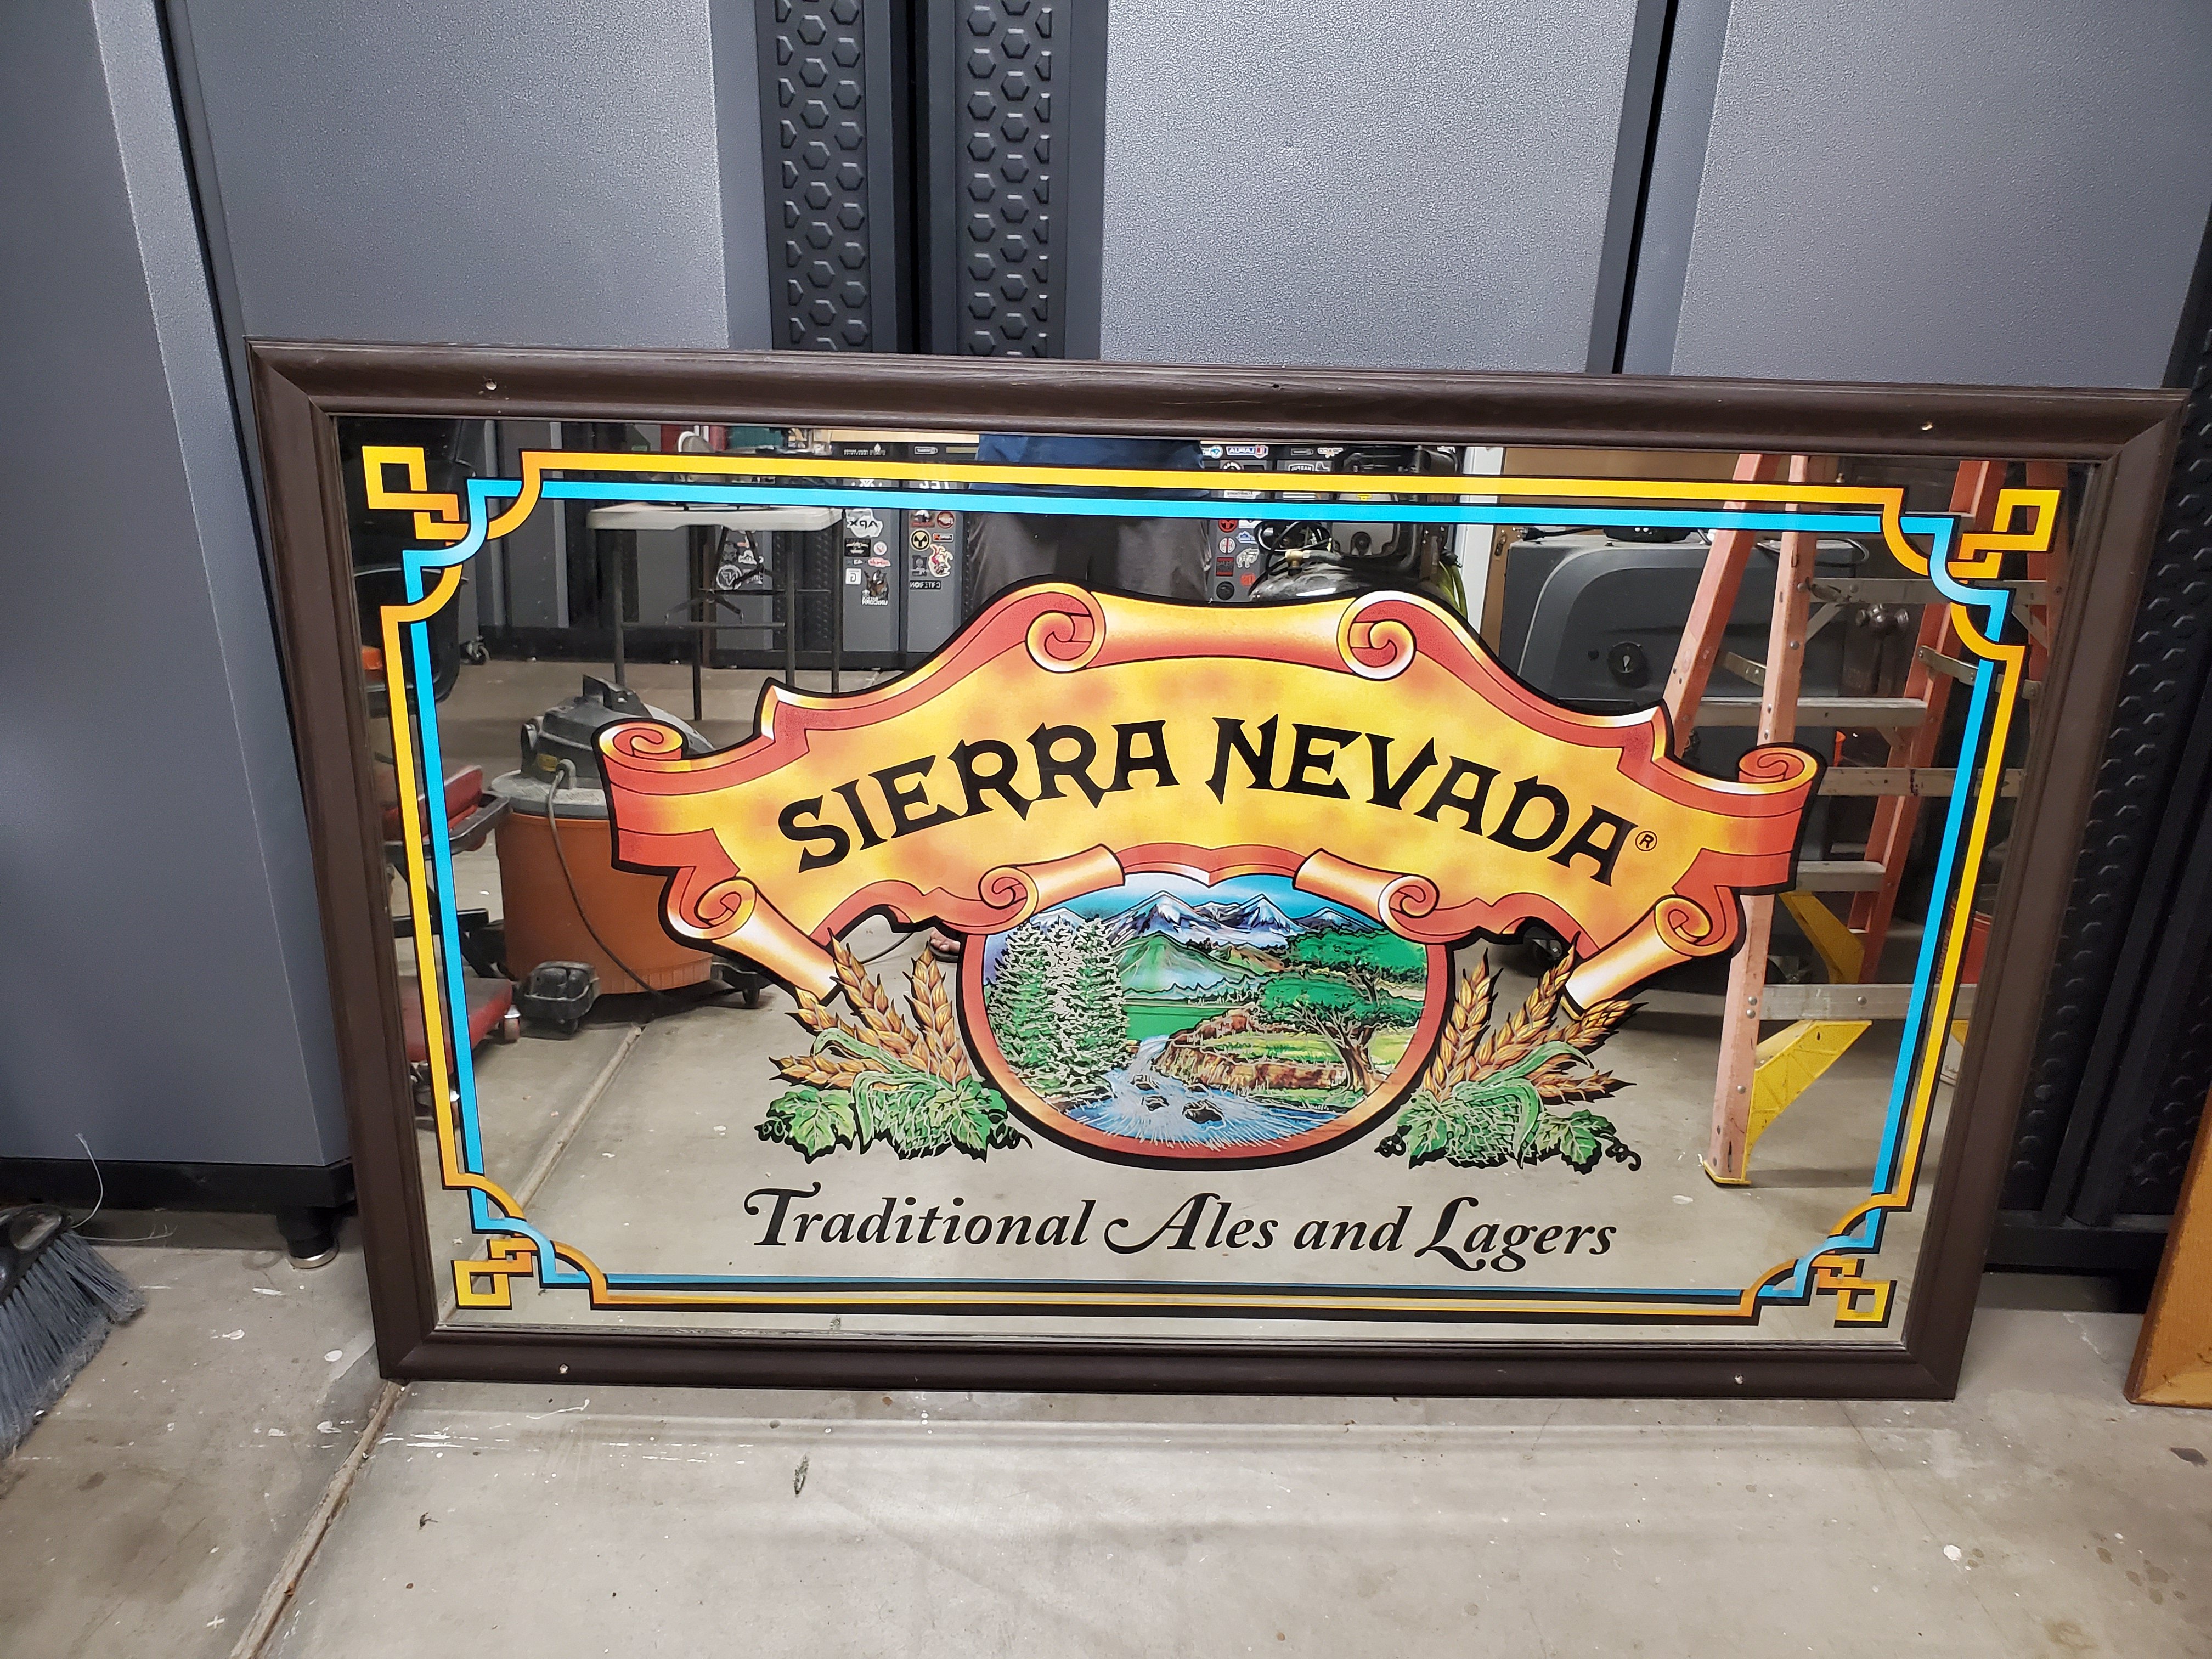 SIERRA NEVADA®
Traditional Ales and Lagers